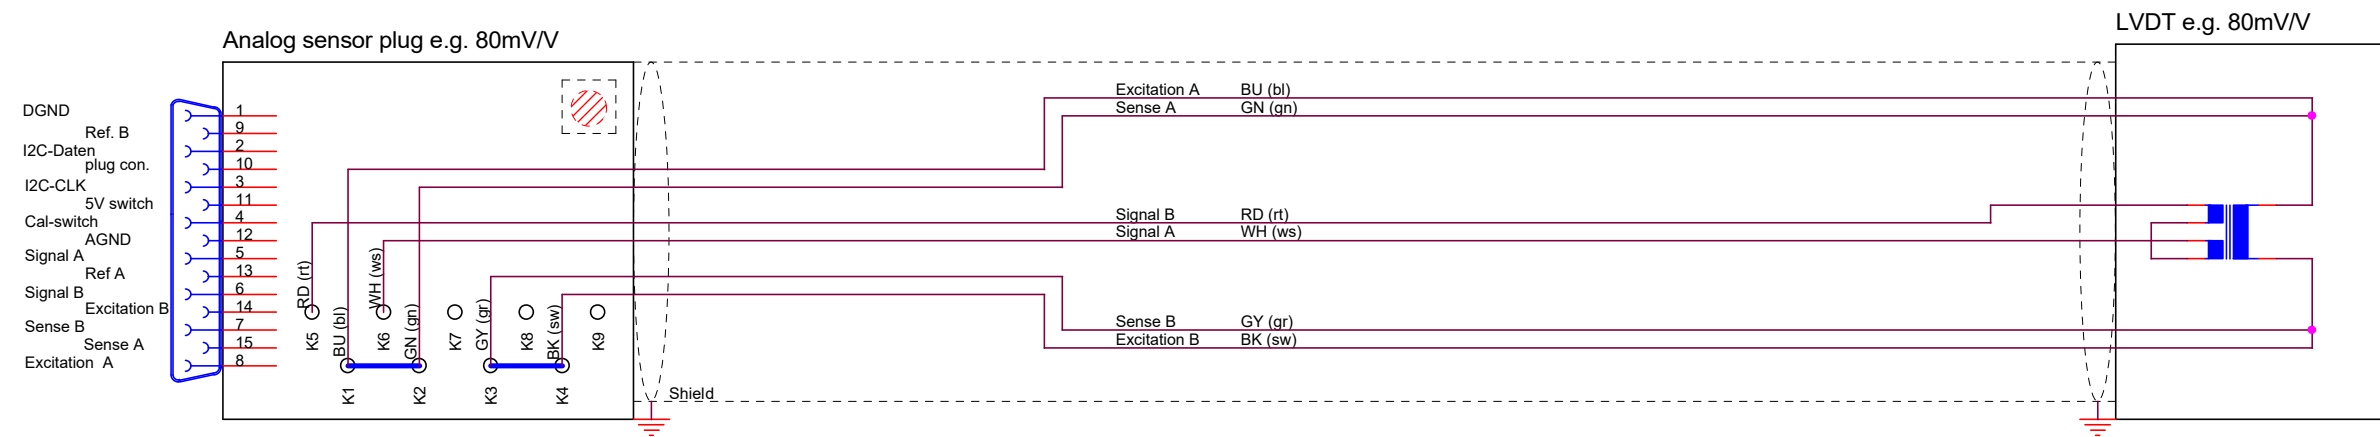 Analog sensor plug e.g. 80mV/V
LVDT e.g. 80mV/V
DGND 1
Ref. B 9
I2C-Daten 2
plug con. 10
I2C-CLK 3
5V switch 11
Cal-switch 4
AGND 12
Signal A 5
Ref A 13
Signal B 6
Excitation B 14
Sense B 7
Sense A 15
Excitation A 8
RD (rt)
K5
BU (bl)
K1
WH (ws)
K6
GN (gn)
K2
K7
GY (gr)
K3
K8
BK (sw)
K4
K9
Excitation A BU (bl)
Sense A GN (gn)
Signal B RD (rt)
Signal A WH (ws)
Sense B GY (gr)
Excitation B BK (sw)
Shield